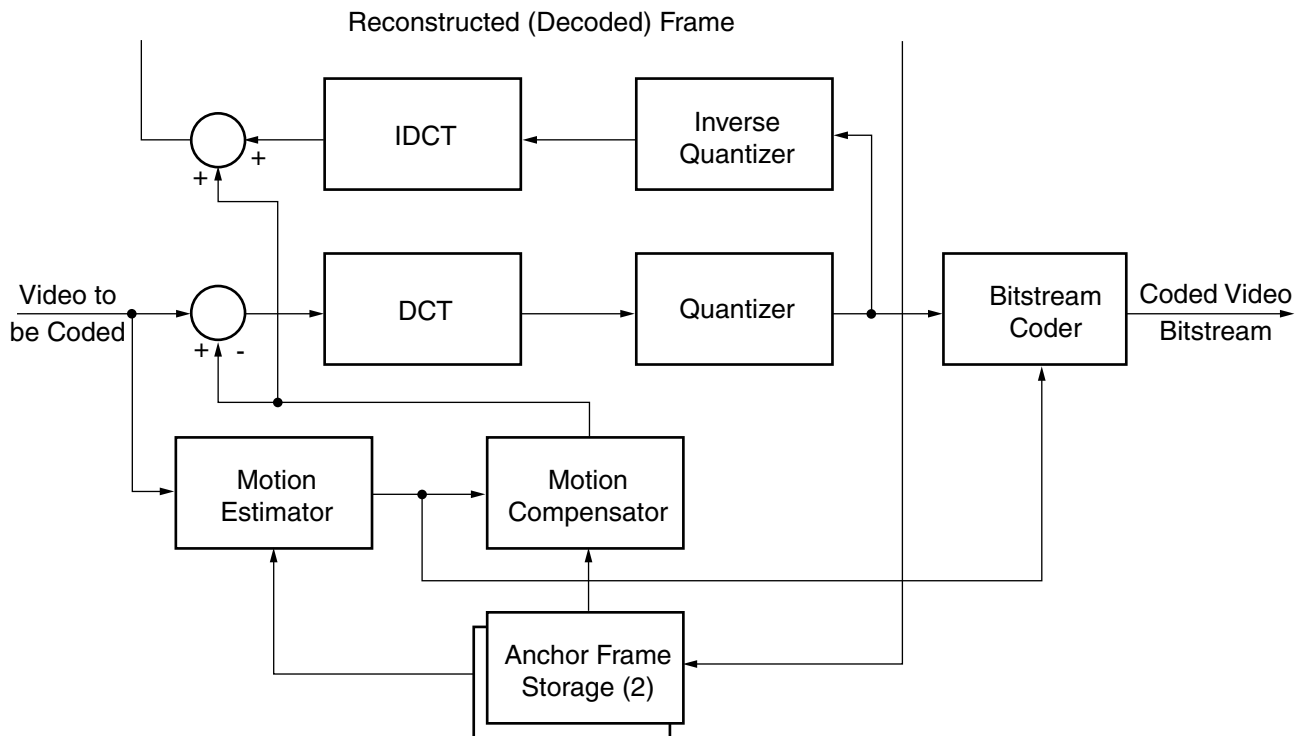 Reconstructed (Decoded) Frame
IDCT
Inverse
Quantizer
+
+
Video to
be Coded
DCT
Quantizer
Bitstream
Coder
Coded Video
Bitstream
+ -
Motion
Estimator
Motion
Compensator
Anchor Frame
Storage (2)